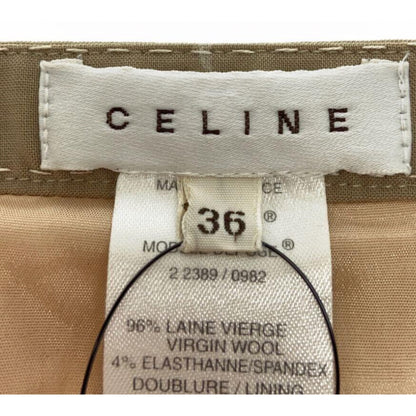 CELINE
36
®
®
2 2389 / 0982
96% LAINE VIERGE
VIRGIN WOOL
4% ELASTHANNE/SPANDEX
DOUBLURE / LINING